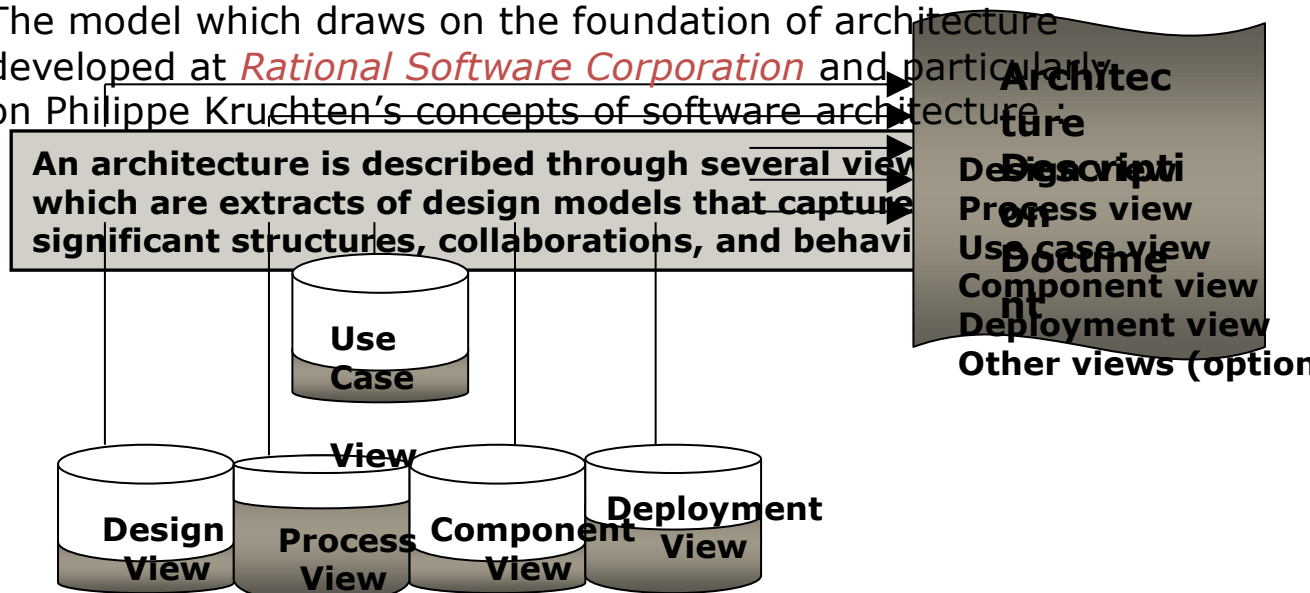 The model which draws on the foundation of architecture
developed at Rational Software Corporation and particularly
on Philippe Kruchten’s concepts of software architecture :
An architecture is described through several view
which are extracts of design models that capture
significant structures, collaborations, and behavi
Architec
ture
Descripti
on
Docume
nt
Design view
Process view
Use case view
Component view
Deployment view
Other views (option
Use
Case
View
Design
View
Process
View
Component
View
Deployment
View